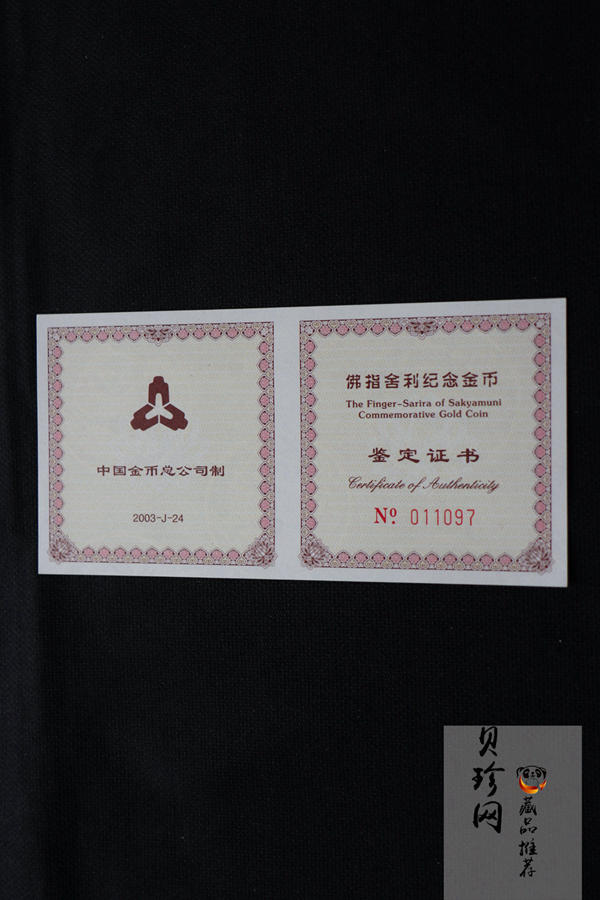 中国金币总公司制
2003-J-24
佛指舍利纪念金币
The Finger-Sarira of Sakyamuni
Commemorative Gold Coin
鉴定证书
Certificate of Authenticity
Nº 011097
贝珍网
藏品推荐